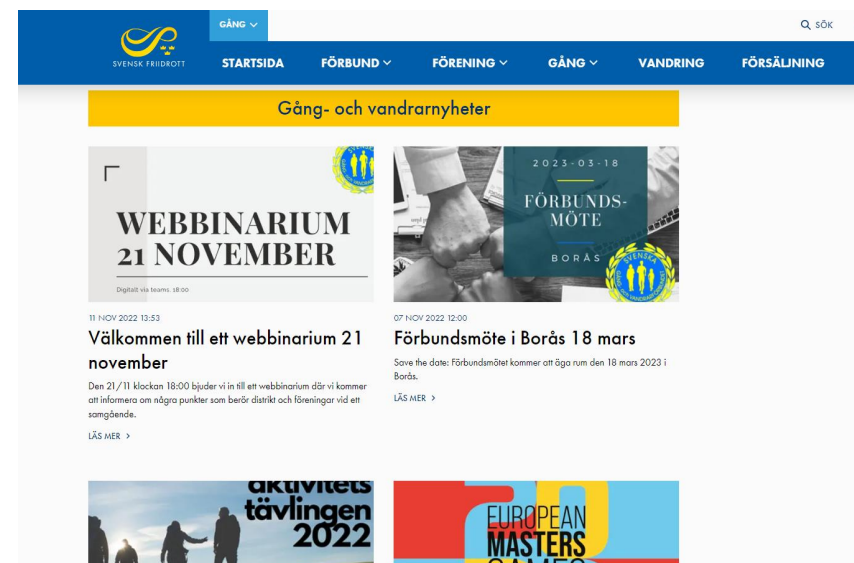 GÅNG
SÖK
SVENSK FRIIDROTT
STARTSIDA FÖRBUND FÖRENING GÅNG VANDRING FÖRSÄLJNING
Gång- och vandrarnyheter
WEBBINARIUM
21 NOVEMBER
Digitalt via teams. 18:00
11 NOV 2022 13:53
Välkommen till ett webbinarium 21
november
Den 21/11 klockan 18:00 bjuder vi in till ett webbinarium där vi kommer
att informera om några punkter som berör distrikt och föreningar vid ett
samgående.
LÄS MER >
2023-03-18
FÖRBUNDS-
MÖTE
BORÅS
SVENSKA
07 NOV 2022 12:00
Förbundsmöte i Borås 18 mars
Save the date: Förbundsmötet kommer att äga rum den 18 mars 2023 i
Borås.
LÄS MER >
aktivitets
tävlingen
2022
EUROPEAN
MASTERS
GAMES